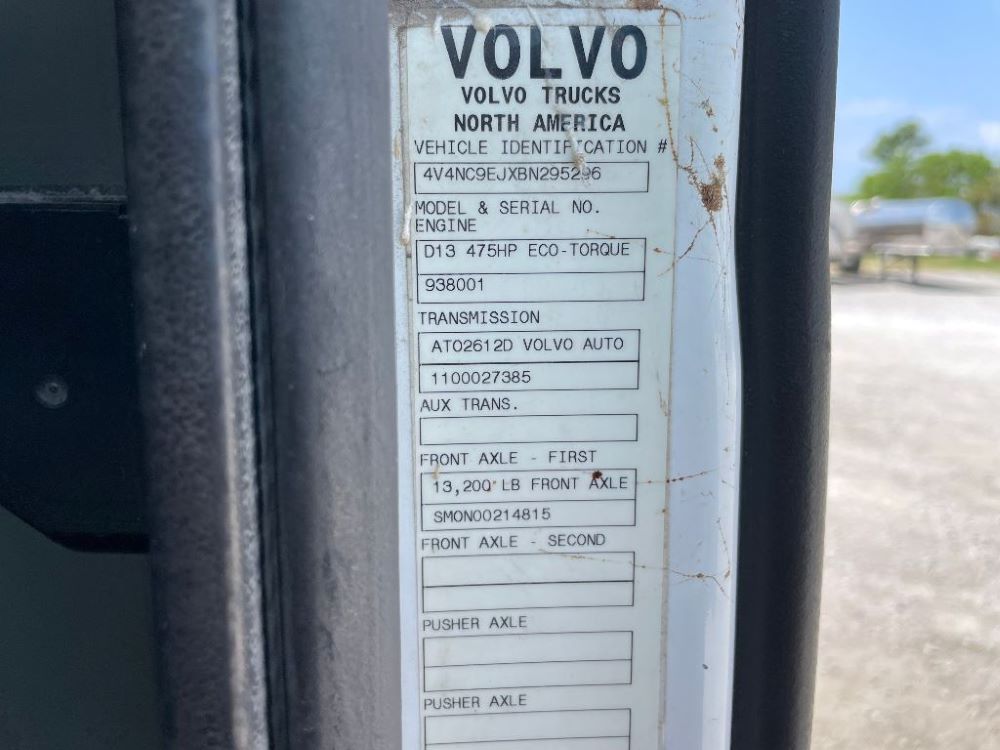 VOLVO
VOLVO TRUCKS
NORTH AMERICA
VEHICLE IDENTIFICATION #
4V4NC9EJXBN295296
MODEL & SERIAL NO.
ENGINE
D13 475HP ECO-TORQUE
938001
TRANSMISSION
ATO2612D VOLVO AUTO
1100027385
AUX TRANS.
FRONT AXLE - FIRST
13,200 LB FRONT AXLE
SMON00214815
FRONT AXLE - SECOND
PUSHER AXLE
PUSHER AXLE